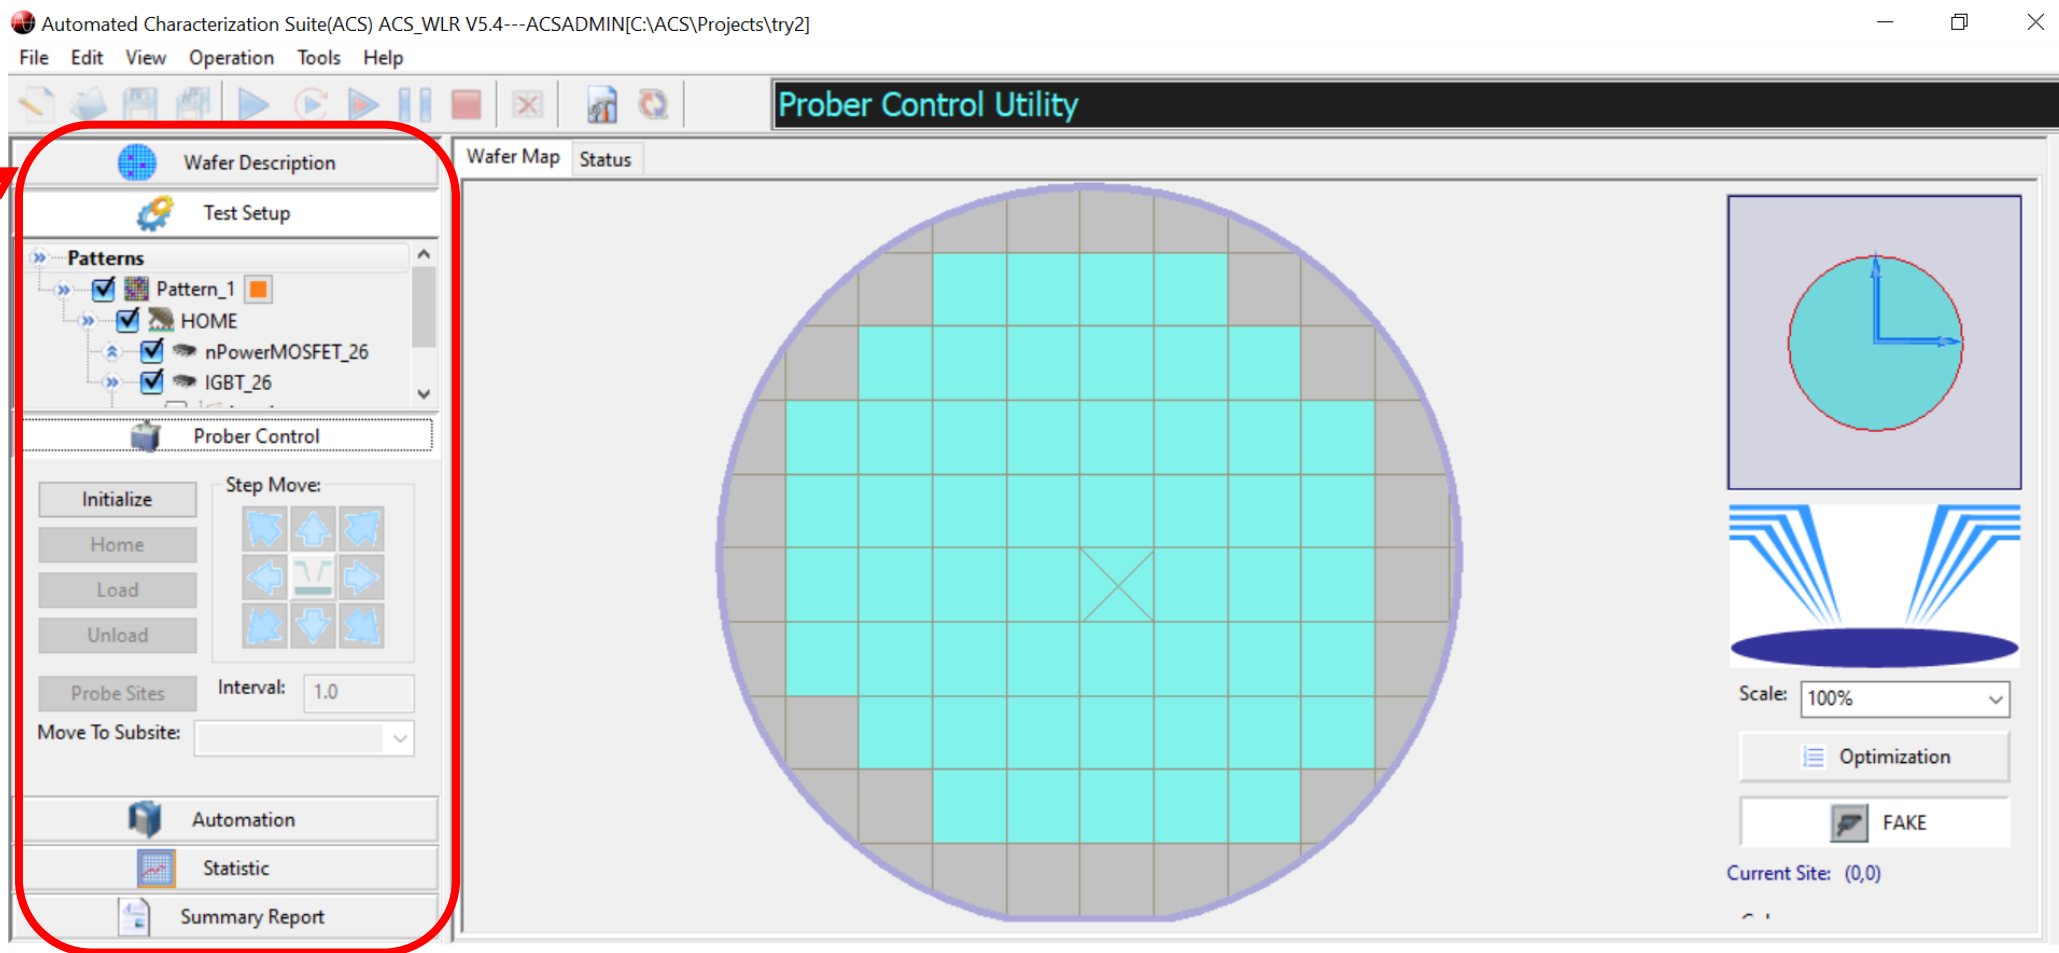 Automated Characterization Suite(ACS) ACS_WLR V5.4---ACSADMIN[C:\ACS\Projects\try2]
File Edit View Operation Tools Help
Prober Control Utility
Wafer Description
Test Setup
Patterns
Pattern_1
HOME
nPowerMOSFET_26
IGBT_26
Prober Control
Initialize
Home
Load
Unload
Probe Sites
Step Move:
Interval: 1.0
Move To Subsite:
Automation
Statistic
Summary Report
Wafer Map Status
Scale: 100%
Optimization
FAKE
Current Site: (0,0)